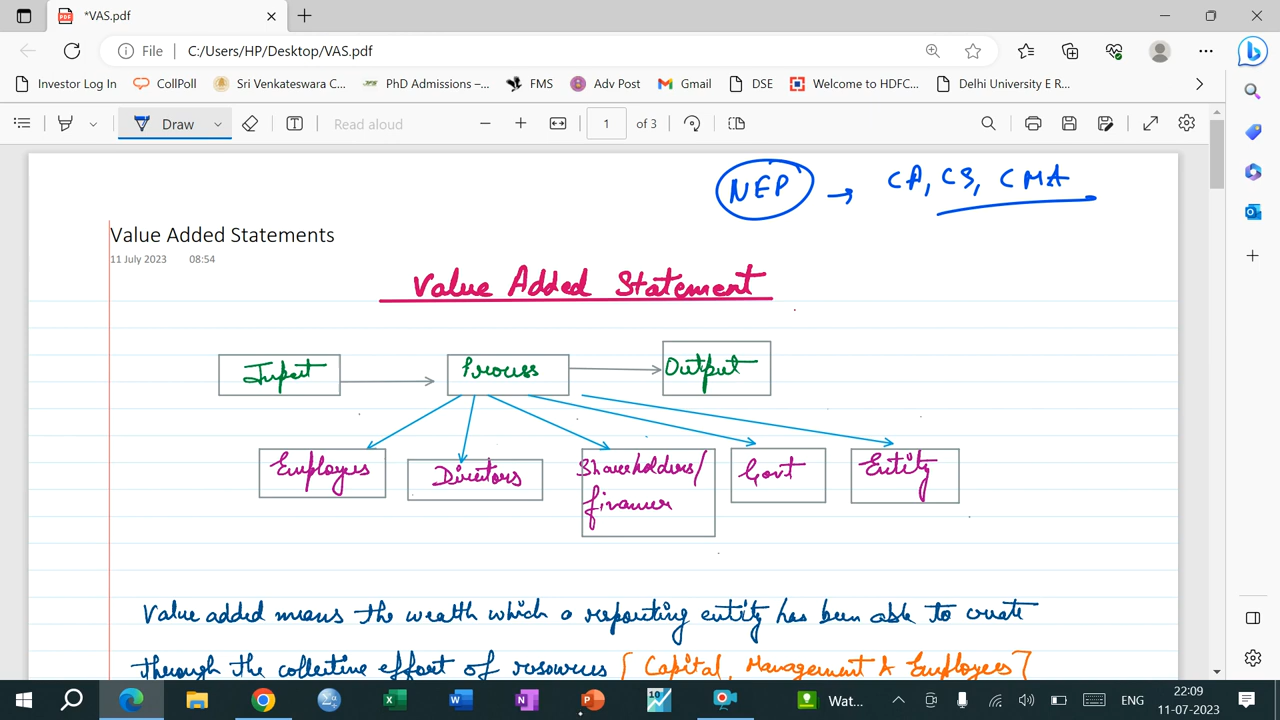 *VAS.pdf
File C:/Users/HP/Desktop/VAS.pdf
Investor Log In CollPoll Sri Venkateswara C... PhD Admissions –... FMS Adv Post Gmail DSE Welcome to HDFC... Delhi University E R...
Draw Read aloud 1 of 3
NEP → CA, CS, CMA
Value Added Statements
11 July 2023 08:54
Value Added Statement
Input Process Output
Employes Directors Shareholders/ Govt Entity
financer
Value added means the wealth which a reporting entity has been able to create
through the collective effort of resources [Capital, Management & Employees]
Wat... ENG 22:09
11-07-2023